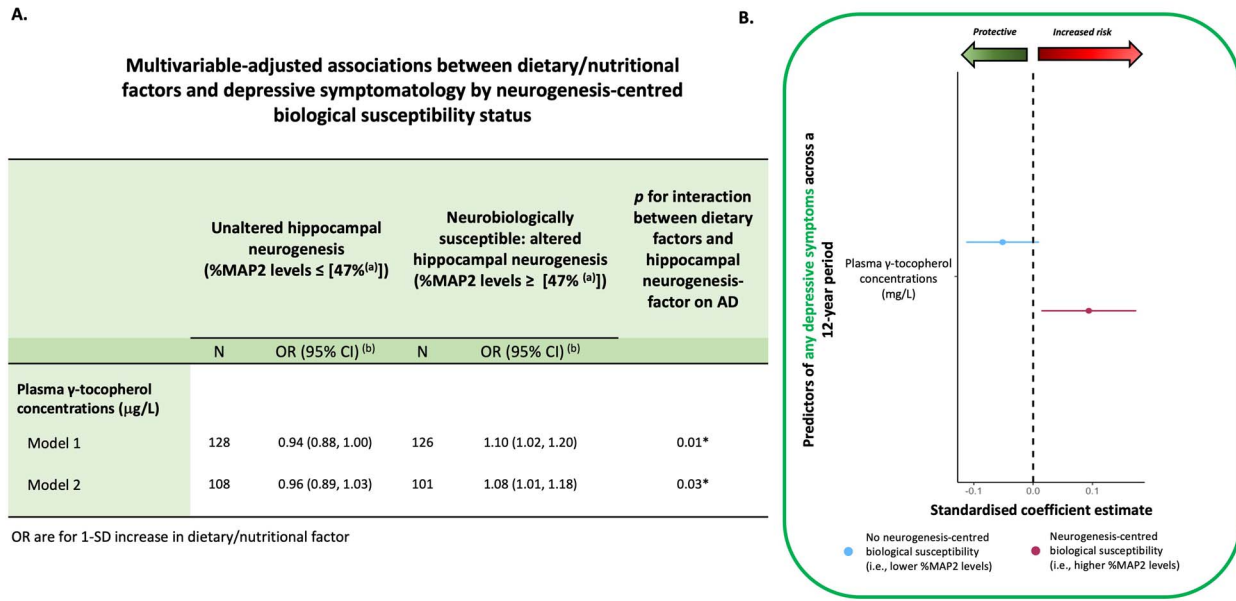 A.
Multivariable-adjusted associations between dietary/nutritional
factors and depressive symptomatology by neurogenesis-centred
biological susceptibility status
Unaltered hippocampal
neurogenesis
(%MAP2 levels ≤ [47%(a)])
Neurobiologically
susceptible: altered
hippocampal neurogenesis
(%MAP2 levels ≥ [47% (a)])
p for interaction
between dietary
factors and
hippocampal
neurogenesis-
factor on AD
N OR (95% CI) (b) N OR (95% CI) (b)
Plasma γ-tocopherol
concentrations (μg/L)
Model 1 128 0.94 (0.88, 1.00) 126 1.10 (1.02, 1.20) 0.01*
Model 2 108 0.96 (0.89, 1.03) 101 1.08 (1.01, 1.18) 0.03*
OR are for 1-SD increase in dietary/nutritional factor
B.
Protective Increased risk
Predictors of any depressive symptoms across a
12-year period
Plasma γ-tocopherol
concentrations
(mg/L)
-0.1 0.0 0.1
Standardised coefficient estimate
No neurogenesis-centred
biological susceptibility
(i.e., lower %MAP2 levels)
Neurogenesis-centred
biological susceptibility
(i.e., higher %MAP2 levels)